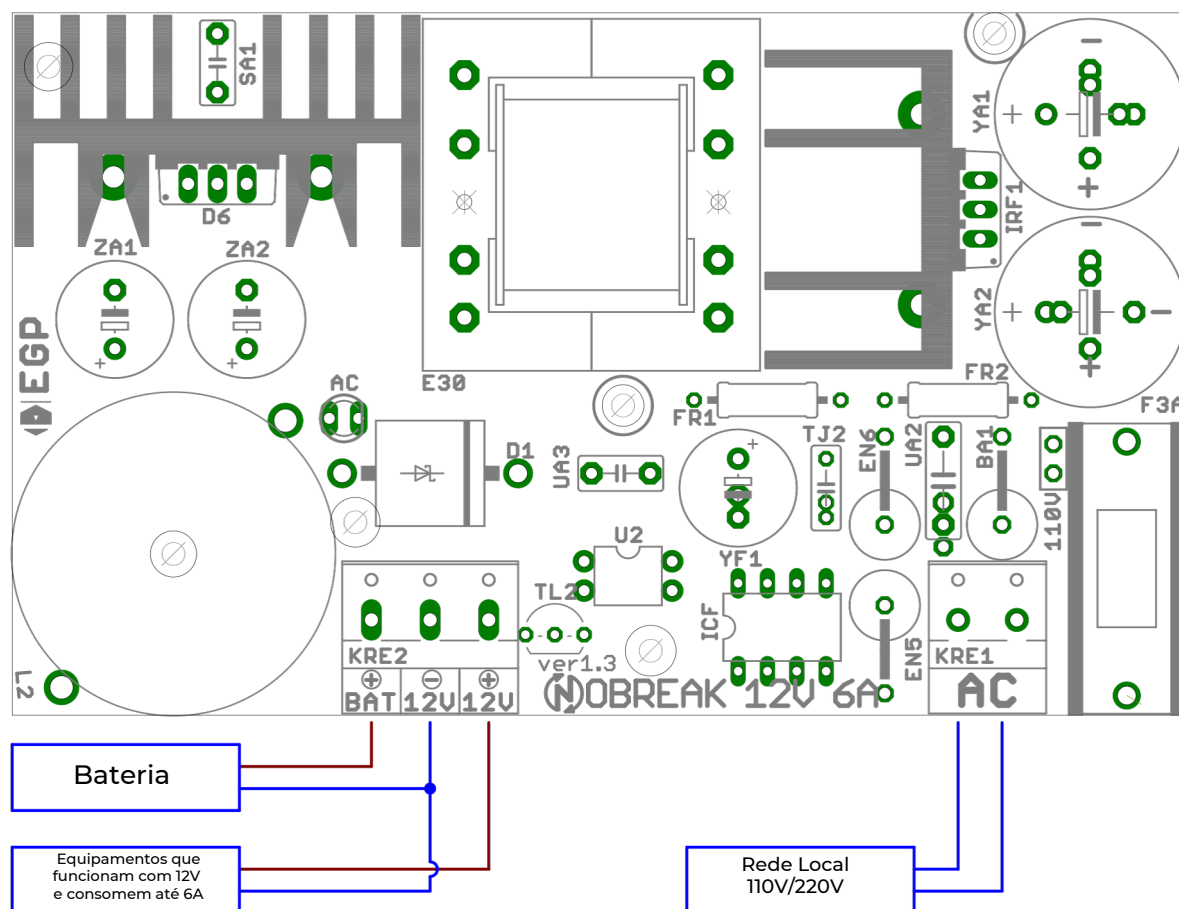 SA1
YA1
D6
IRF1
ZA1
ZA2
YA2
EGP
AC
E30
FR2
FR1
F3A
TJ2
EN6
UA2
BA1
D1
UA3
110V
U2
YF1
TL2
ICF
EN5
KRE2
ver1.3
KRE1
L2
BAT
12V
12V
NOBREAK 12V 6A
AC
Bateria
Equipamentos que
funcionam com 12V
e consomem até 6A
Rede Local
110V/220V